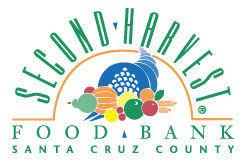 SECOND HARVEST®
FOOD BANK
SANTA CRUZ COUNTY